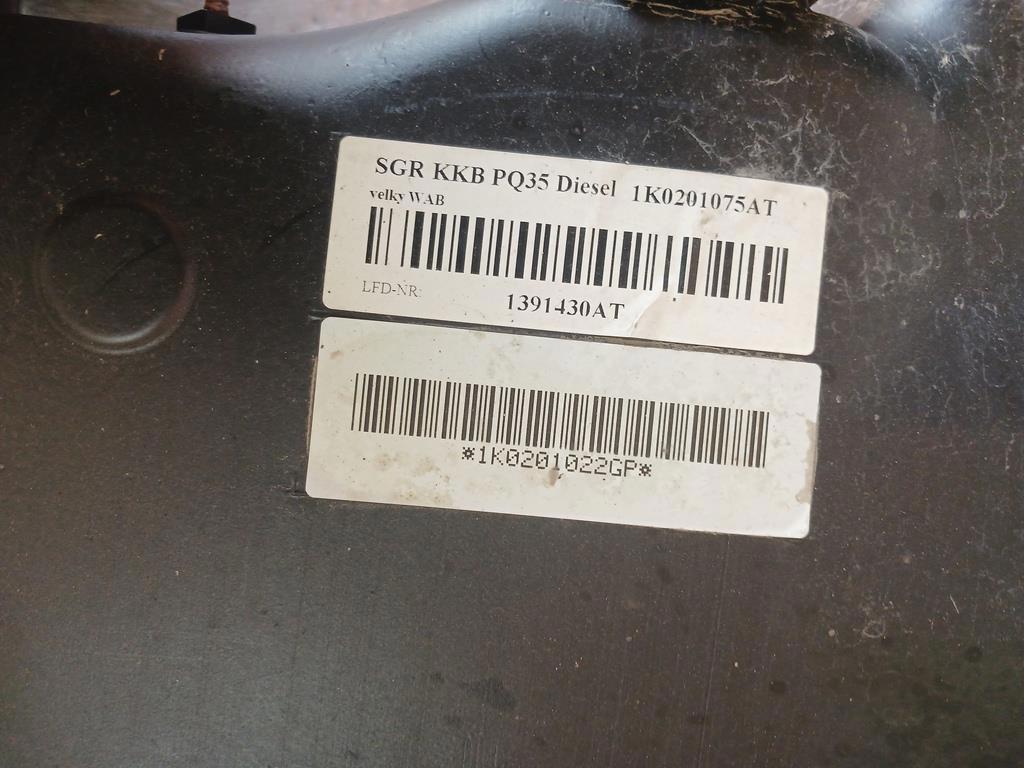 SGR KKB PQ35 Diesel 1K0201075AT
velky WAB
LFD-NR:
1391430AT
*1K0201022GP*